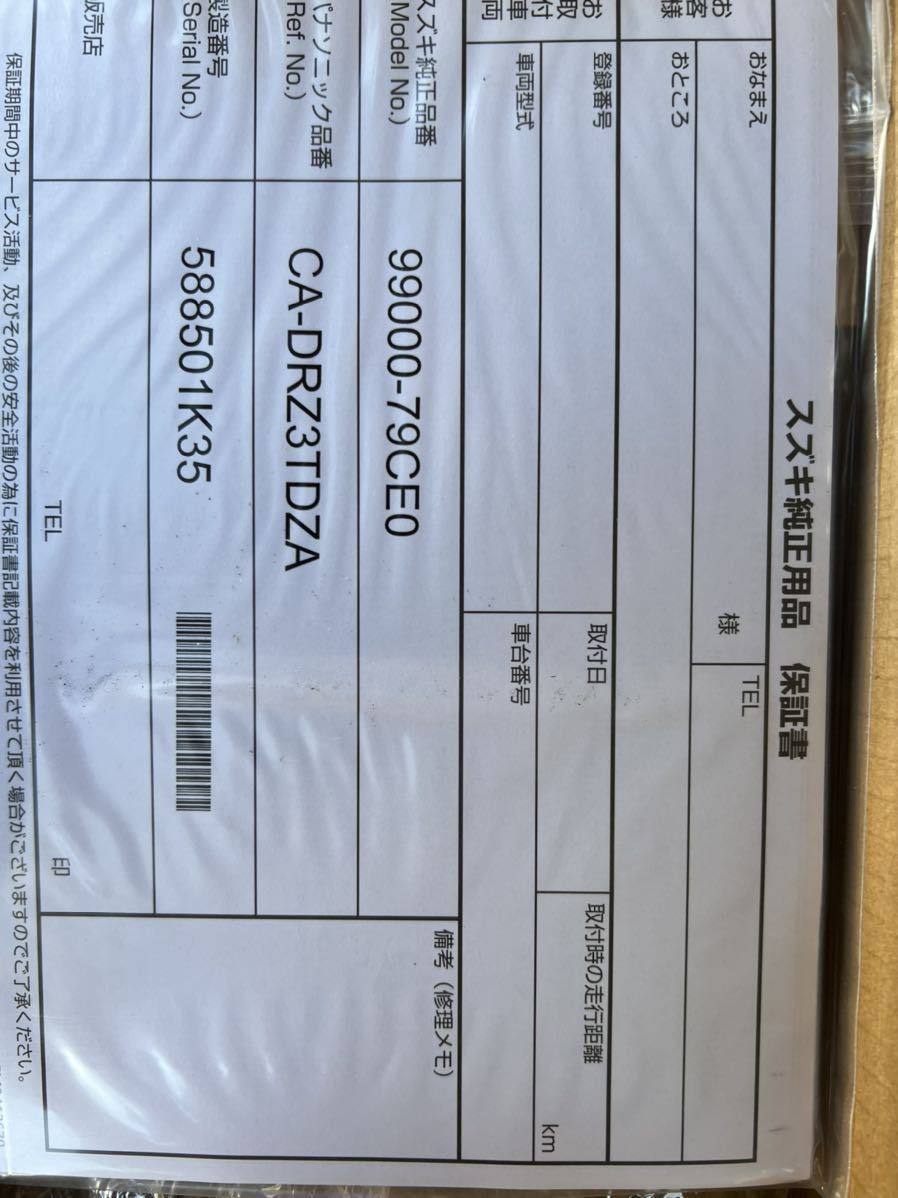 スズキ純正用品 保証書
お客様
おなまえ
様
TEL
おところ
お取付車両
登録番号
取付日
取付時の走行距離
km
車両型式
車台番号
スズキ純正品番
Model No.)
99000-79CE0
備考（修理メモ）
パナソニック品番
Ref. No.)
CA-DRZ3TDZA
製造番号
Serial No.)
588501K35
販売店
TEL
印
保証期間中のサービス活動、及びその後の安全活動の為に保証書記載内容を利用させて頂く場合がございますのでご了承ください。